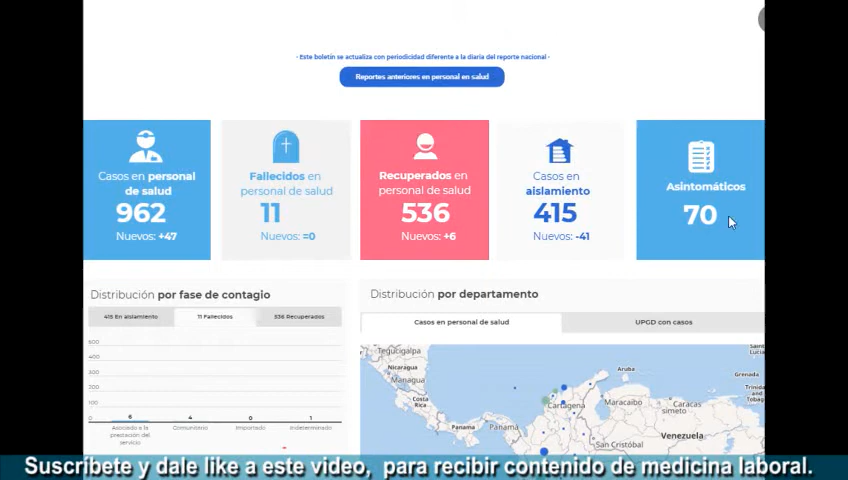 - Este boletín se actualiza con periodicidad diferente a la diaria del reporte nacional -
Reportes anteriores en personal en salud
Casos en personal
de salud
962
Nuevos: +47
Fallecidos en
personal de salud
11
Nuevos: =0
Recuperados en
personal de salud
536
Nuevos: +6
Casos en
aislamiento
415
Nuevos: -41
Asintomáticos
70
Distribución por fase de contagio
415 En aislamiento
11 Fallecidos
536 Recuperados
500
400
300
200
100
0
6
4
0
1
Asociado a la
prestación del
servicio
Comunitario
Importado
Indeterminado
Distribución por departamento
Casos en personal de salud
UPGD con casos
Tegucigalpa
Nicaragua
Managua
Costa
Rica
Panama
Panamá
Cartagena
Aruba
Maracaibo
Caracas
simeto
San Cristóbal
Venezuela
Grenada
Trinidad
and
Tobago
Saint
Lucia
Suscríbete y dale like a este video, para recibir contenido de medicina laboral.